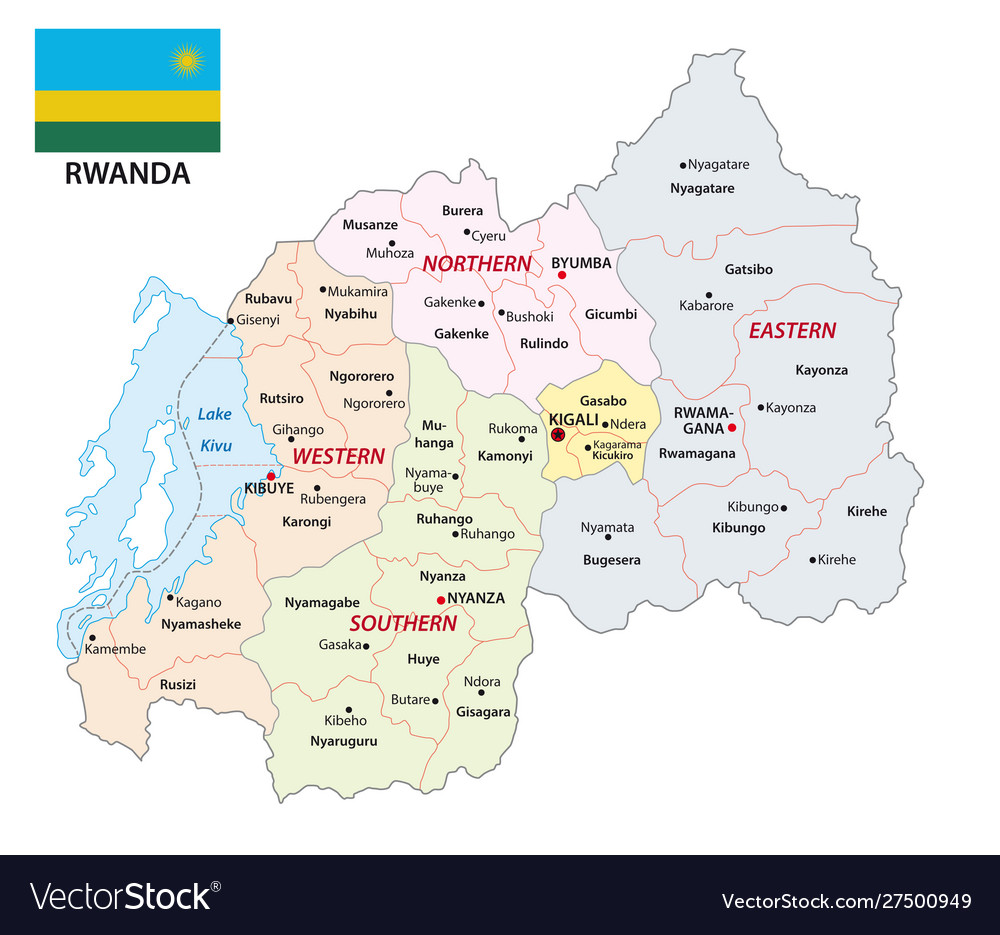 RWANDA
Nyagatare
Nyagatare
Burera
Cyeru
Musanze
Muhoza
NORTHERN
BYUMBA
Gatsibo
Kabarore
Rubavu
Gisenyi
Mukamira
Nyabihu
Gakenke
Gakenke
Bushoki
Rulindo
Gicumbi
EASTERN
Kayonza
Kayonza
Ngororero
Ngororero
Rutsiro
Gihango
Lake
Kivu
WESTERN
Mu-
hanga
Nyama-
buye
Rukoma
Kamonyi
Gasabo
KIGALI
Ndera
Kagarama
Kicukiro
RWAMA-
GANA
Rwamagana
KIBUYE
Rubengera
Karongi
Ruhango
Ruhango
Kibungo
Kibungo
Kirehe
Kirehe
Nyamata
Bugesera
Nyanza
NYANZA
Nyamagabe
SOUTHERN
Gasaka
Huye
Kagano
Nyamasheke
Kamembe
Rusizi
Butare
Ndora
Gisagara
Kibeho
Nyaruguru
VectorStock®
VectorStock.com/27500949